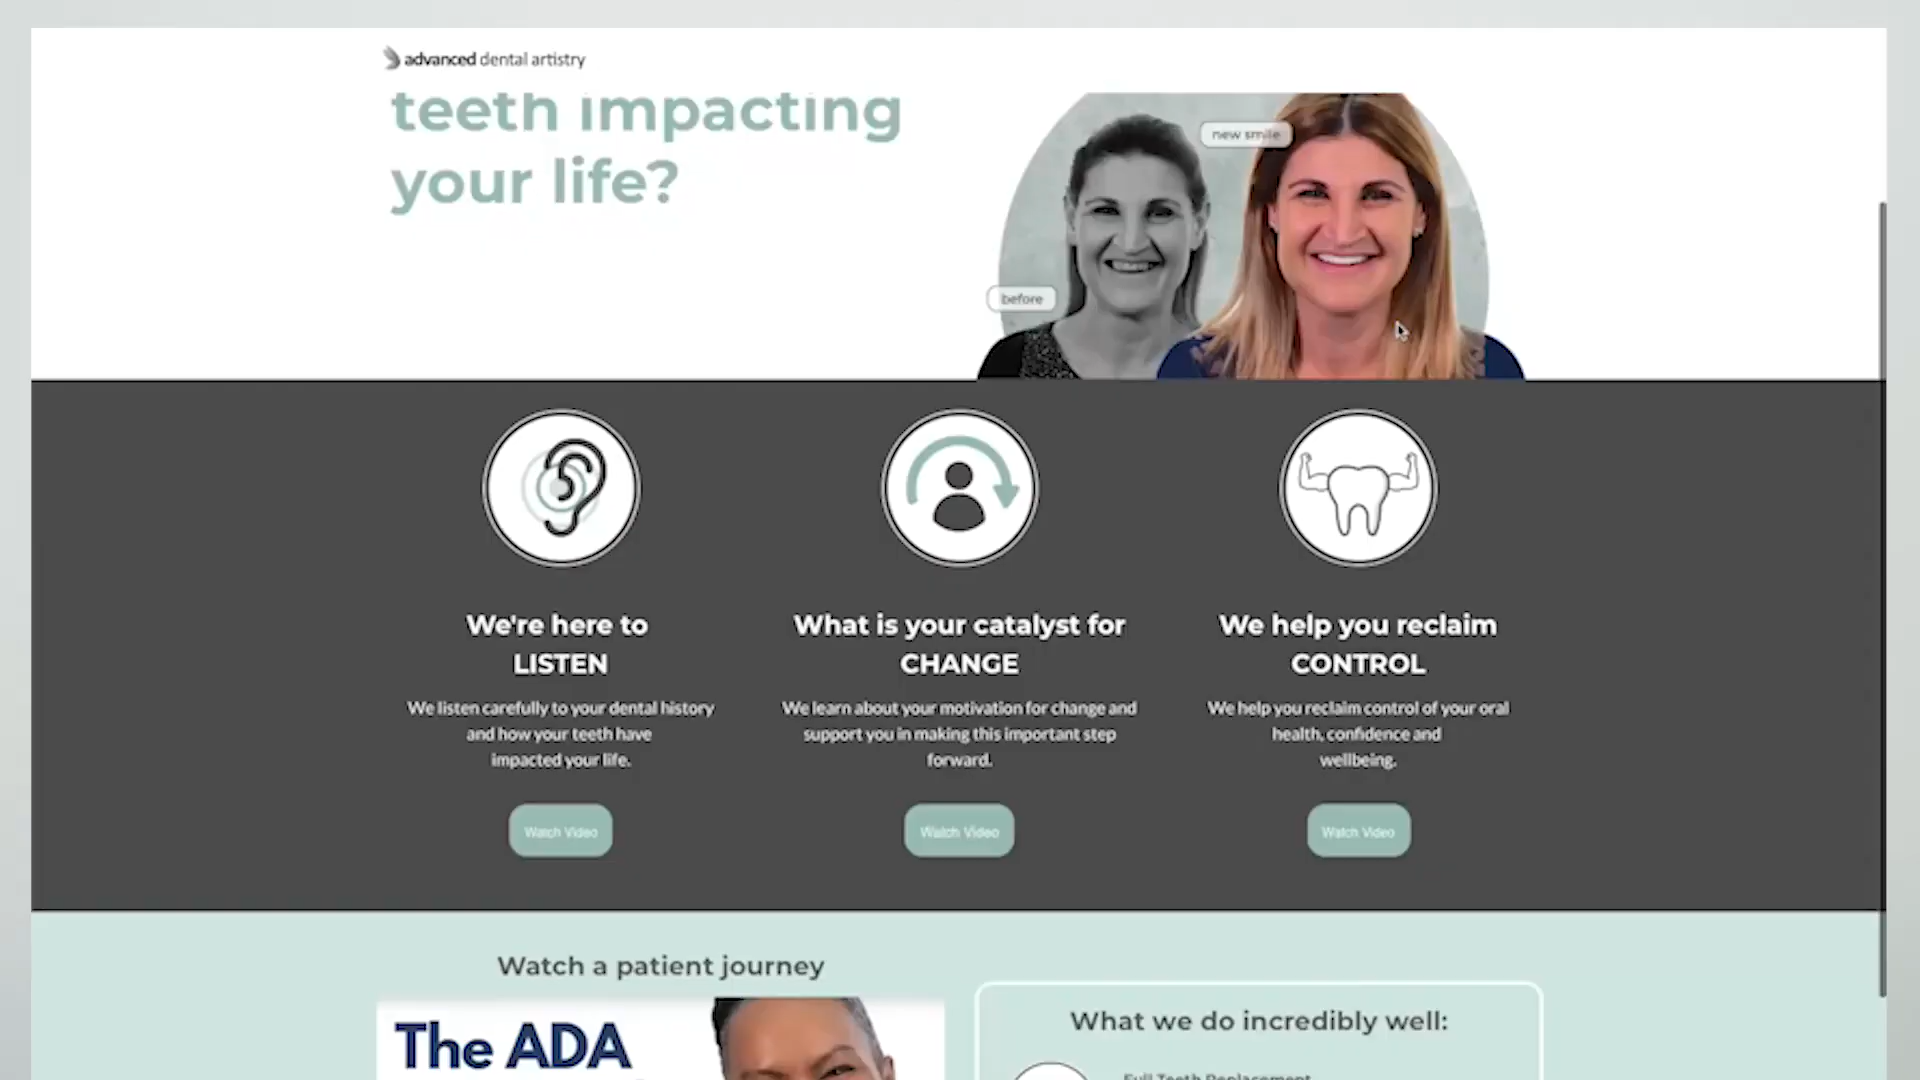 advanced dental artistry
teeth impacting
your life?
new smile
before
We're here to
LISTEN
We listen carefully to your dental history
and how your teeth have
impacted your life.
Watch Video
What is your catalyst for
CHANGE
We learn about your motivation for change and
support you in making this important step
forward.
Watch Video
We help you reclaim
CONTROL
We help you reclaim control of your oral
health, confidence and
wellbeing.
Watch Video
Watch a patient journey
The ADA
What we do incredibly well:
Full Teeth Replacement